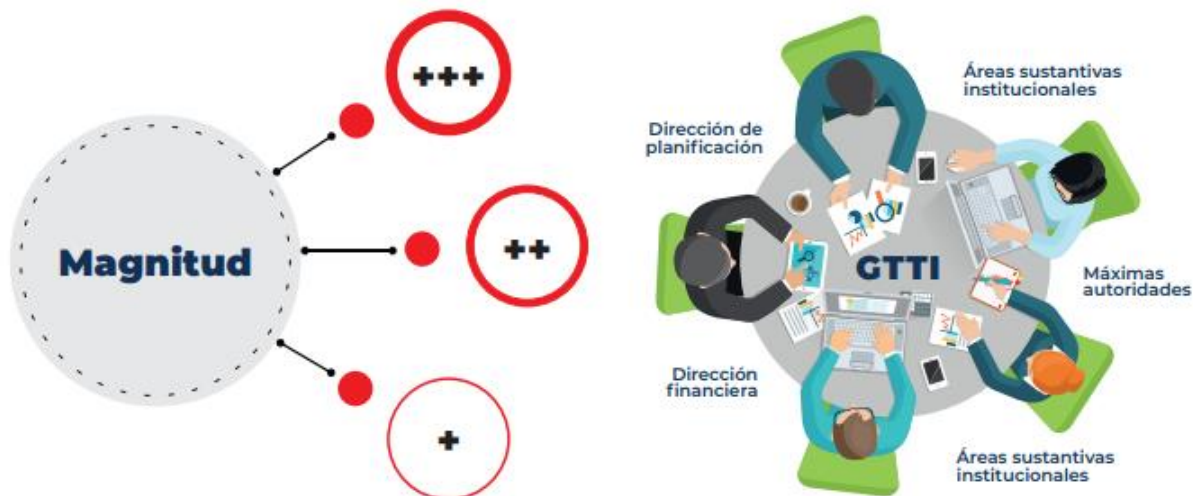 Magnitud
+++
++
+
Áreas sustantivas
institucionales
Dirección de
planificación
GTTI
Máximas
autoridades
Dirección
financiera
Áreas sustantivas
institucionales